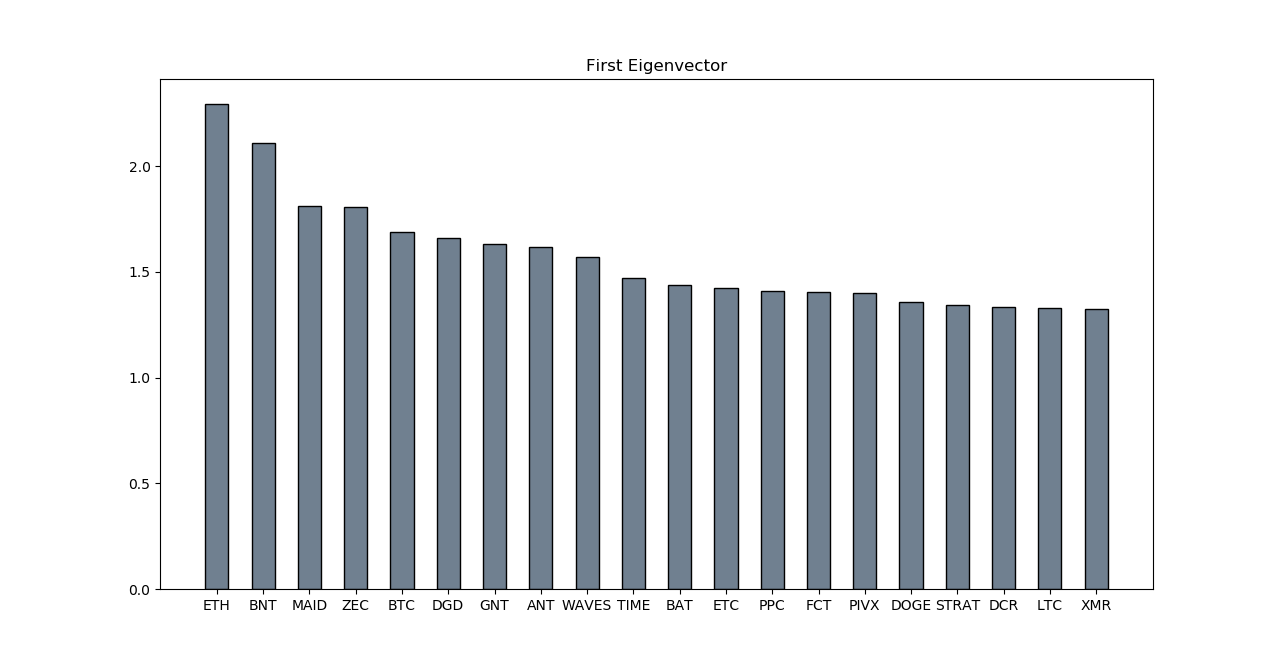 First Eigenvector
2.0
1.5
1.0
0.5
0.0
ETH BNT MAID ZEC BTC DGD GNT ANT WAVES TIME BAT ETC PPC FCT PIVX DOGE STRAT DCR LTC XMR